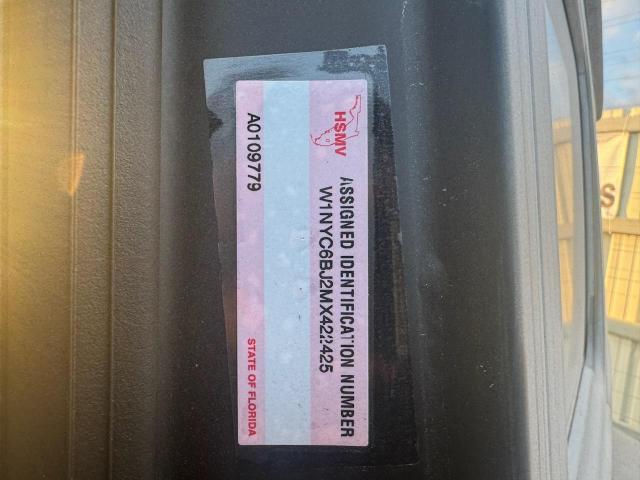 HSMV
ASSIGNED IDENTIFICATION NUMBER
W1NYC6BJ2MX422425
A0109779
STATE OF FLORIDA
S